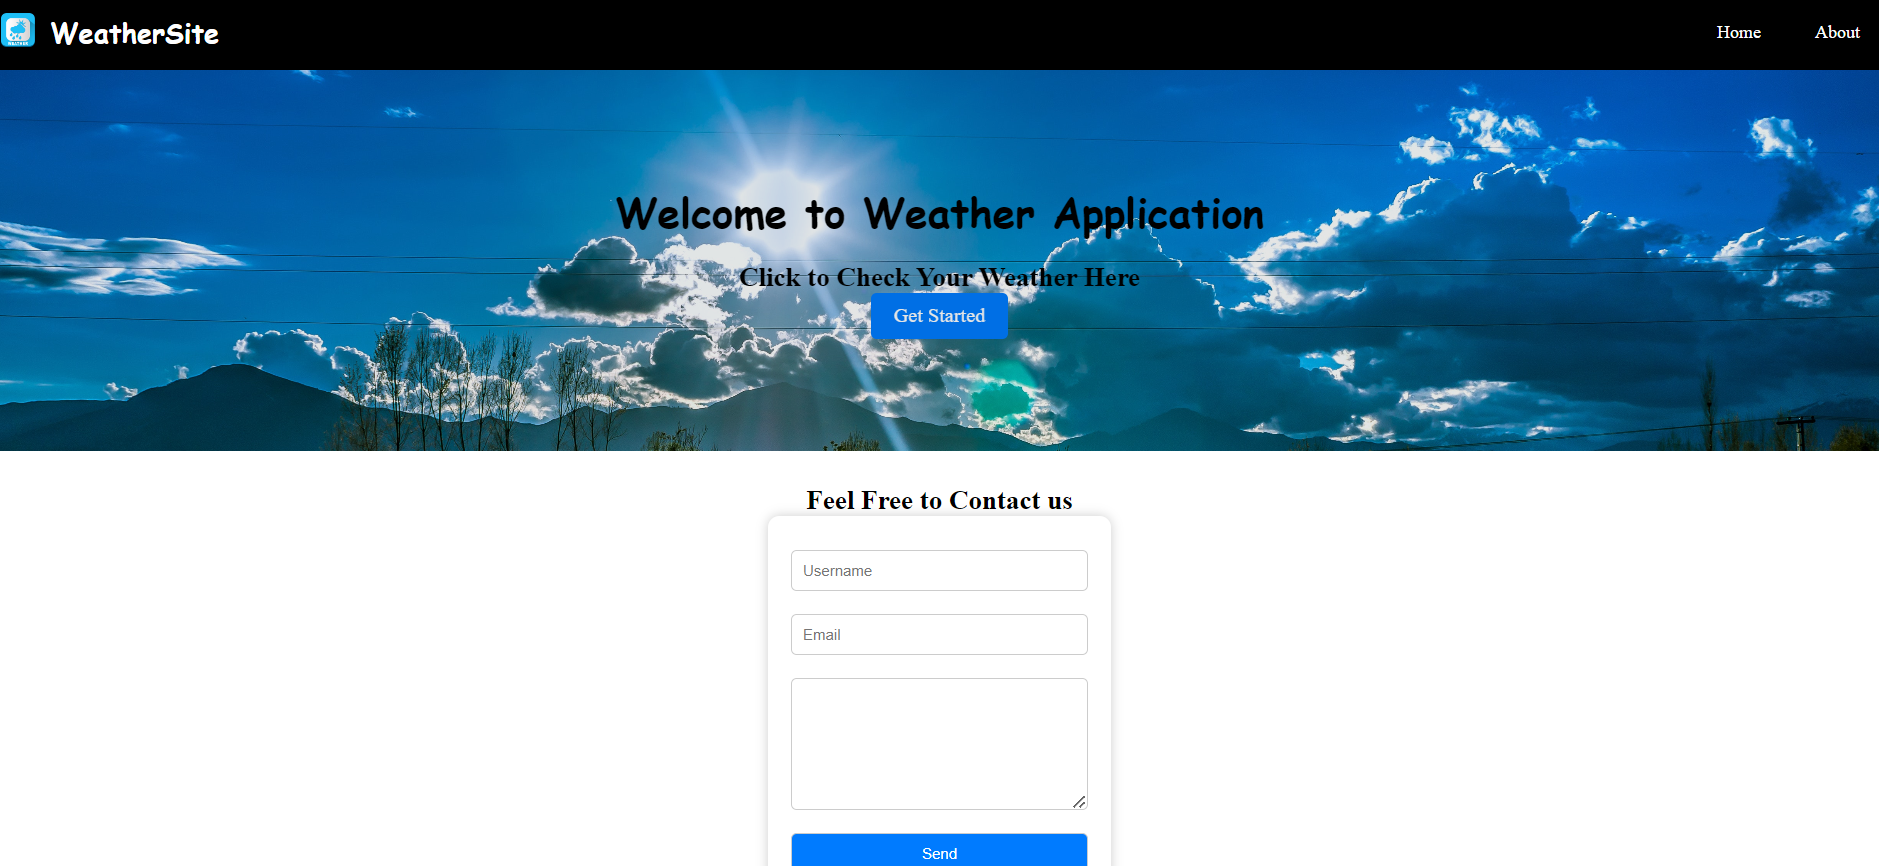 WeatherSite
Home
About
Welcome to Weather Application
Click to Check Your Weather Here
Get Started
Feel Free to Contact us
Username
Email
Send